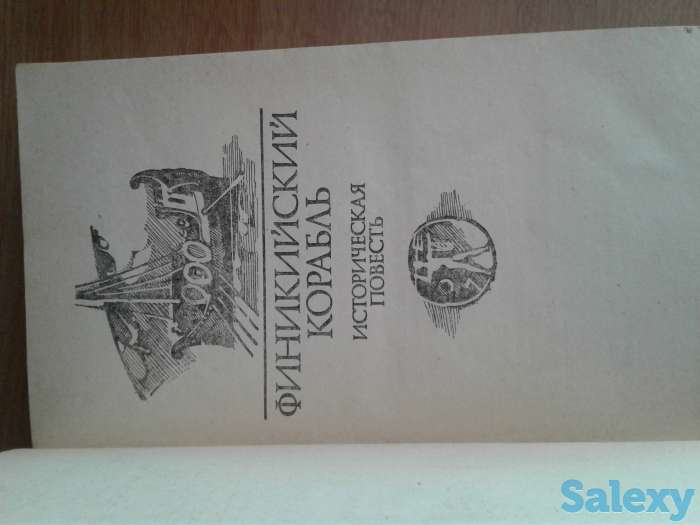 ФИНИКИЙСКИЙ
КОРАБЛЬ
ИСТОРИЧЕСКАЯ
ПОВЕСТЬ
Salexy